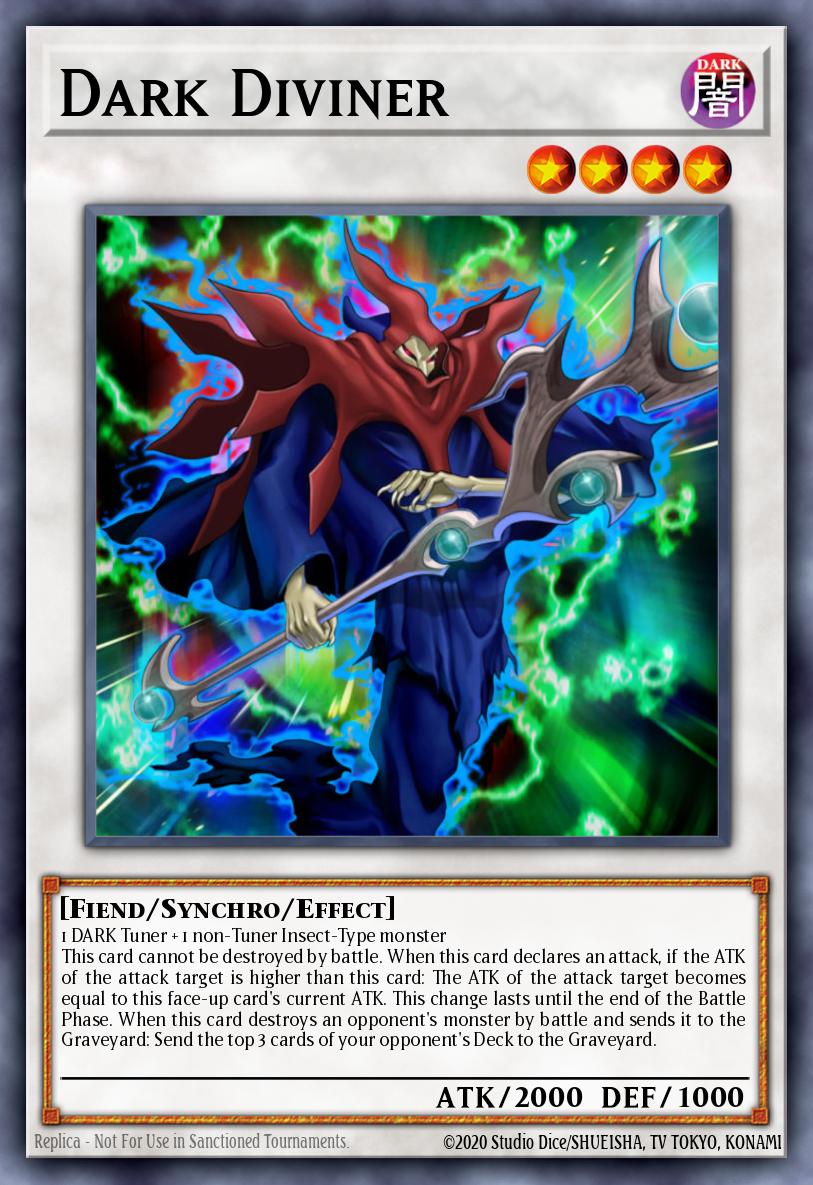 Dark Diviner
DARK
闇
[Fiend/Synchro/Effect]
1 DARK Tuner + 1 non-Tuner Insect-Type monster
This card cannot be destroyed by battle. When this card declares an attack, if the ATK
of the attack target is higher than this card: The ATK of the attack target becomes
equal to this face-up card's current ATK. This change lasts until the end of the Battle
Phase. When this card destroys an opponent's monster by battle and sends it to the
Graveyard: Send the top 3 cards of your opponent's Deck to the Graveyard.
ATK/2000 DEF/1000
Replica - Not For Use in Sanctioned Tournaments.
©2020 Studio Dice/SHUEISHA, TV TOKYO, KONAMI